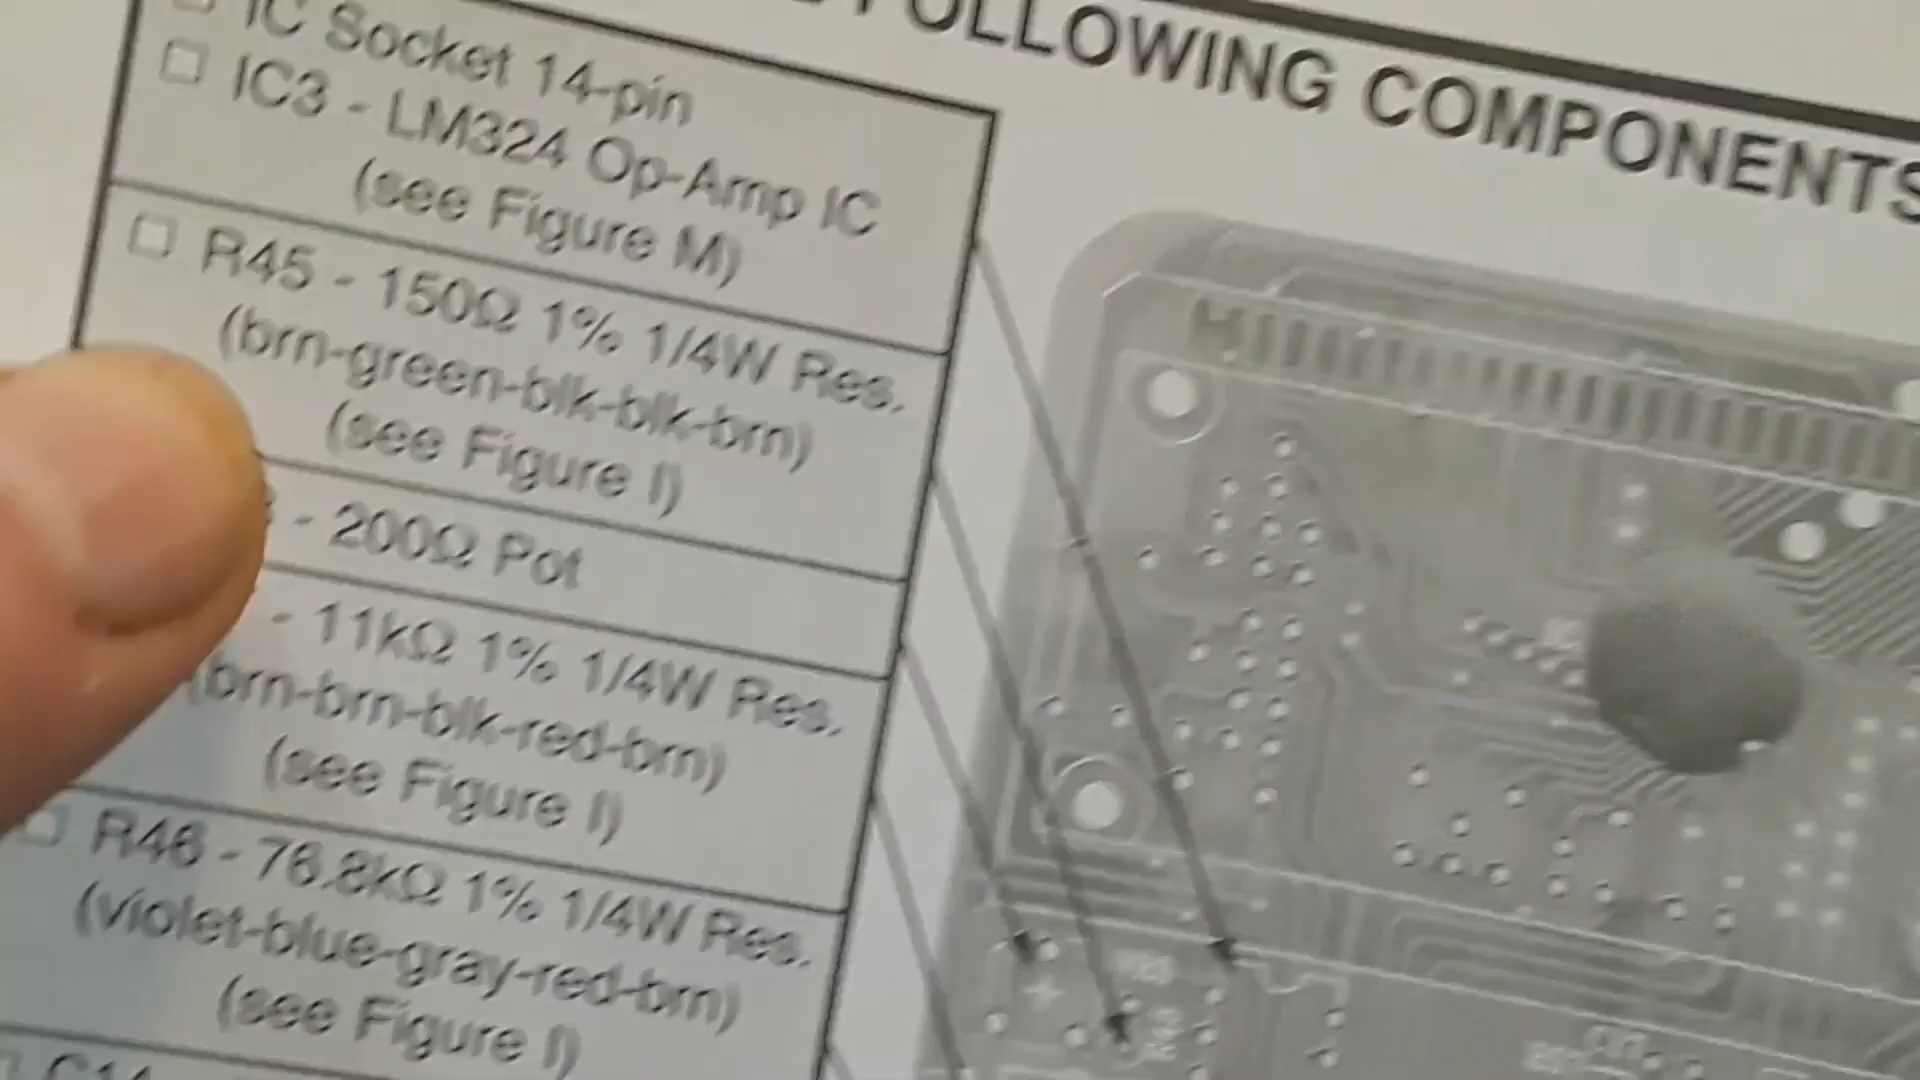 FOLLOWING COMPONENTS
IC Socket 14-pin
IC3 - LM324 Op-Amp IC
(see Figure M)
R45 - 150Ω 1% 1/4W Res.
(brn-green-blk-blk-brn)
(see Figure I)
- 200Ω Pot
- 11kΩ 1% 1/4W Res.
(brn-brn-blk-red-brn)
(see Figure I)
R46 - 76.8kΩ 1% 1/4W Res.
(violet-blue-gray-red-brn)
(see Figure I)
C14